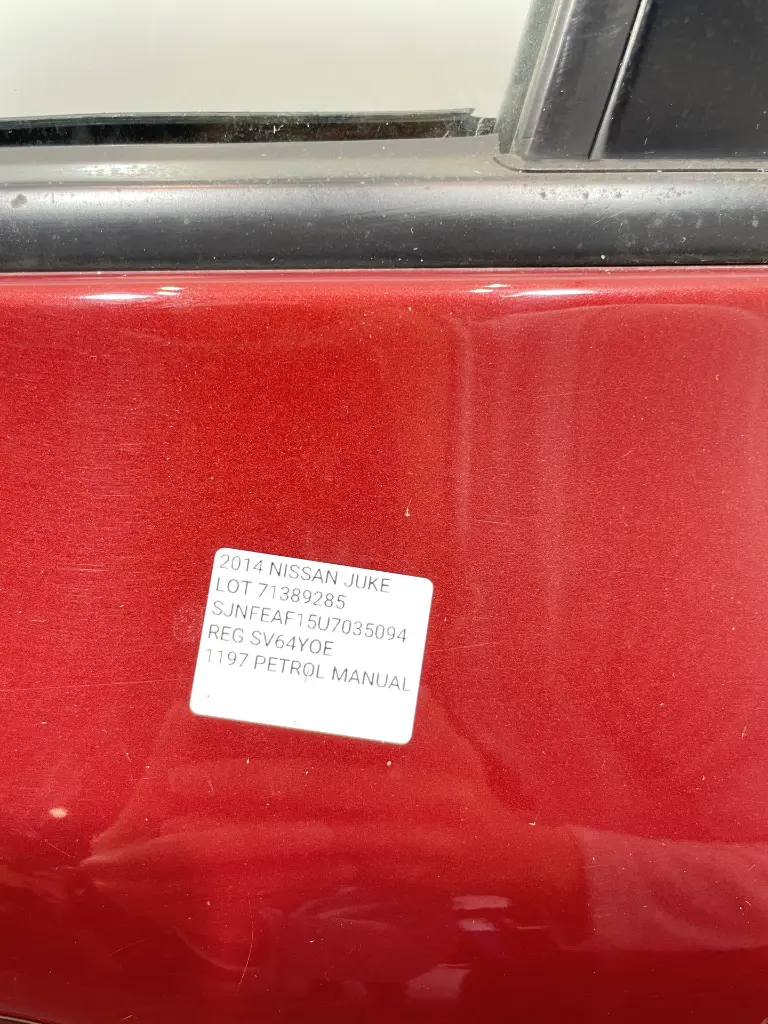 2014 NISSAN JUKE
LOT 71389285
SJNFEAF15U7035094
REG SV64YOE
1197 PETROL MANUAL